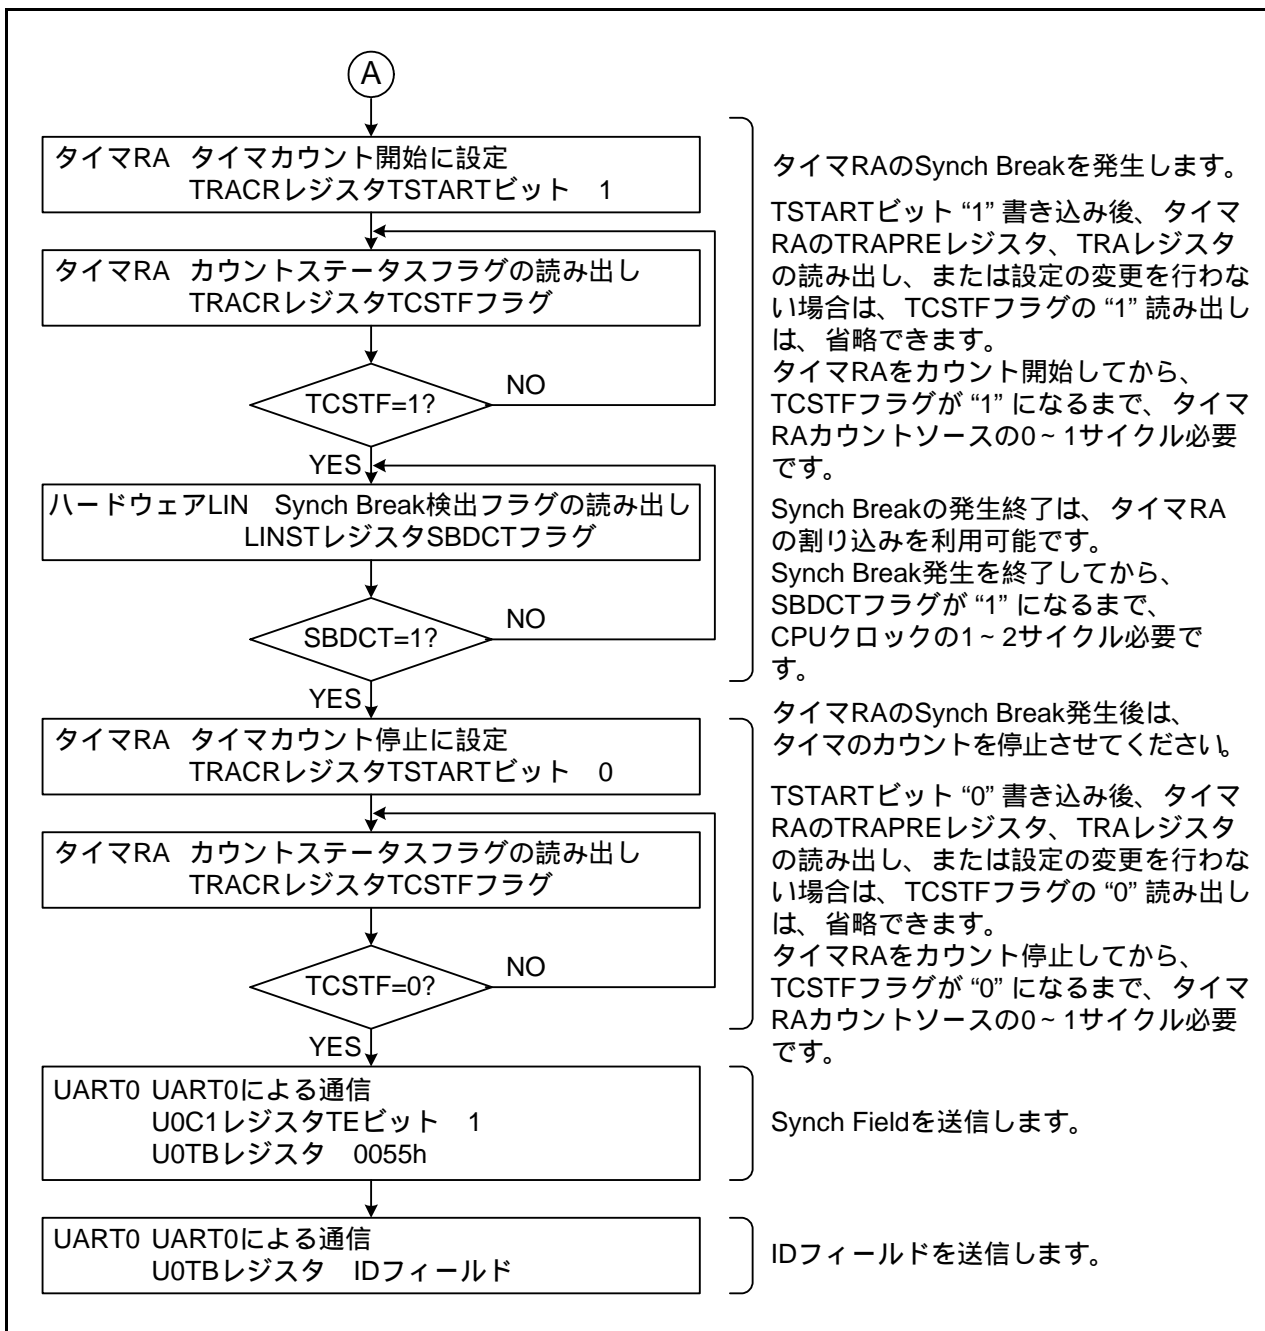 A
タイマRA タイマカウント開始に設定
TRACRレジスタTSTARTビット 1
タイマRA カウントステータスフラグの読み出し
TRACRレジスタTCSTFフラグ
TCSTF=1?
NO
YES
ハードウェアLIN Synch Break検出フラグの読み出し
LINSTレジスタSBDCTフラグ
SBDCT=1?
NO
YES
タイマRAのSynch Breakを発生します。
TSTARTビット “1” 書き込み後、タイマ
RAのTRAPREレジスタ、TRAレジスタ
の読み出し、または設定の変更を行わな
い場合は、TCSTFフラグの “1” 読み出し
は、省略できます。
タイマRAをカウント開始してから、
TCSTFフラグが “1” になるまで、タイマ
RAカウントソースの0~1サイクル必要
です。
Synch Breakの発生終了は、タイマRA
の割り込みを利用可能です。
Synch Break発生を終了してから、
SBDCTフラグが “1” になるまで、
CPUクロックの1~2サイクル必要で
す。
タイマRA タイマカウント停止に設定
TRACRレジスタTSTARTビット 0
タイマRA カウントステータスフラグの読み出し
TRACRレジスタTCSTFフラグ
TCSTF=0?
NO
YES
タイマRAのSynch Break発生後は、
タイマのカウントを停止させてください。
TSTARTビット “0” 書き込み後、タイマ
RAのTRAPREレジスタ、TRAレジスタ
の読み出し、または設定の変更を行わな
い場合は、TCSTFフラグの “0” 読み出し
は、省略できます。
タイマRAをカウント停止してから、
TCSTFフラグが “0” になるまで、タイマ
RAカウントソースの0~1サイクル必要
です。
UART0 UART0による通信
U0C1レジスタTEビット 1
U0TBレジスタ 0055h
Synch Fieldを送信します。
UART0 UART0による通信
U0TBレジスタ IDフィールド
IDフィールドを送信します。